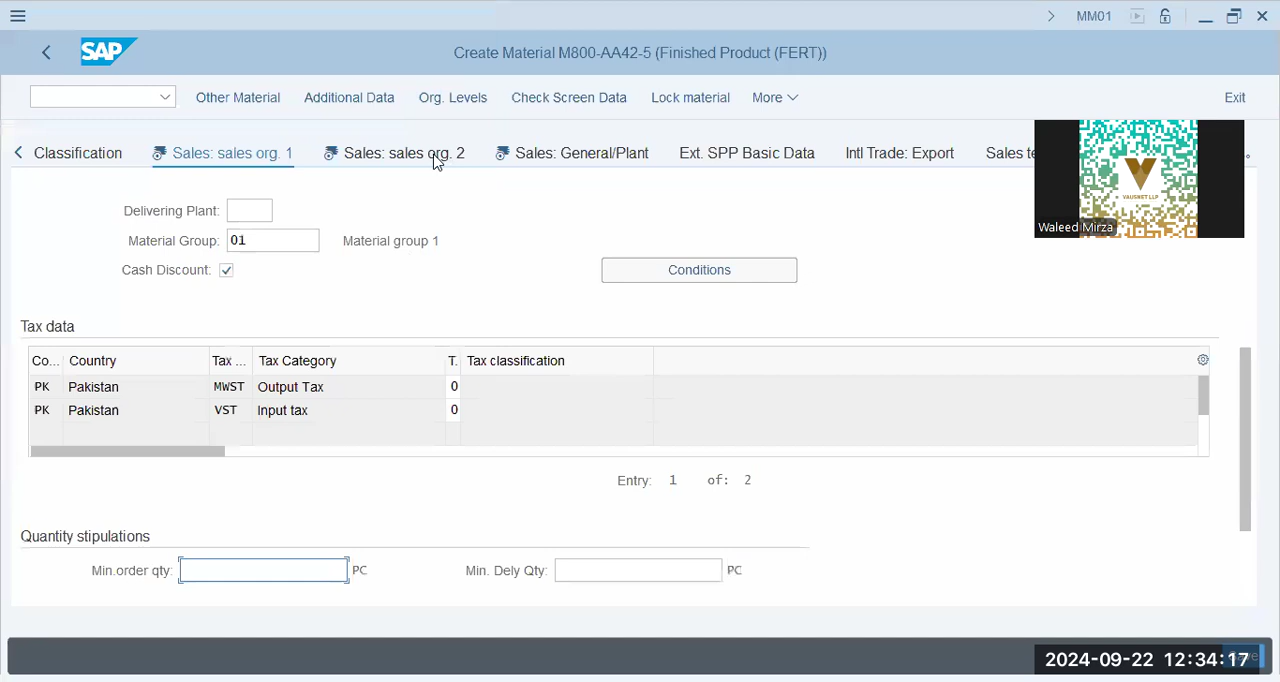 MM01
SAP
Create Material M800-AA42-5 (Finished Product (FERT))
Other Material Additional Data Org. Levels Check Screen Data Lock material More Exit
Classification Sales: sales org. 1 Sales: sales org. 2 Sales: General/Plant Ext. SPP Basic Data Intl Trade: Export Sales te
VAUSNET LLP
Waleed Mirza
Delivering Plant:
Material Group: 01 Material group 1
Cash Discount: Conditions
Tax data
Co... Country Tax ... Tax Category T. Tax classification
PK Pakistan MWST Output Tax 0
PK Pakistan VST Input tax 0
Entry: 1 of: 2
Quantity stipulations
Min.order qty: PC Min. Dely Qty: PC
2024-09-22 12:34:17